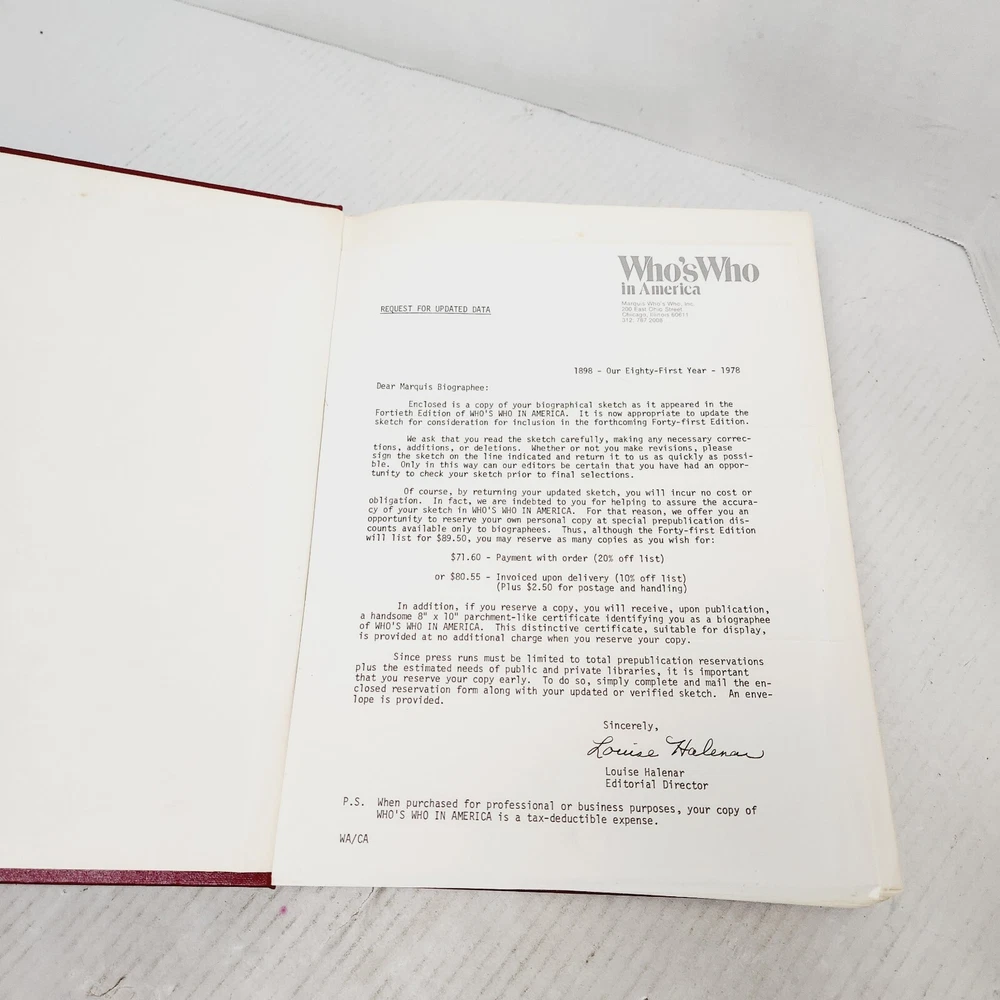 Who'sWho
in America
Marquis Who's Who, Inc.
200 East Ohio Street
Chicago, Illinois 60611
312 787 2008
REQUEST FOR UPDATED DATA
1898 - Our Eighty-First Year - 1978
Dear Marquis Biographee:
Enclosed is a copy of your biographical sketch as it appeared in the
Fortieth Edition of WHO'S WHO IN AMERICA. It is now appropriate to update the
sketch for consideration for inclusion in the forthcoming Forty-first Edition.
We ask that you read the sketch carefully, making any necessary correc-
tions, additions, or deletions. Whether or not you make revisions, please
sign the sketch on the line indicated and return it to us as quickly as possi-
ble. Only in this way can our editors be certain that you have had an oppor-
tunity to check your sketch prior to final selections.
Of course, by returning your updated sketch, you will incur no cost or
obligation. In fact, we are indebted to you for helping to assure the accura-
cy of your sketch in WHO'S WHO IN AMERICA. For that reason, we offer you an
opportunity to reserve your own personal copy at special prepublication dis-
counts available only to biographees. Thus, although the Forty-first Edition
will list for $89.50, you may reserve as many copies as you wish for:
$71.60 - Payment with order (20% off list)
or $80.55 - Invoiced upon delivery (10% off list)
(Plus $2.50 for postage and handling)
In addition, if you reserve a copy, you will receive, upon publication,
a handsome 8" x 10" parchment-like certificate identifying you as a biographee
of WHO'S WHO IN AMERICA. This distinctive certificate, suitable for display,
is provided at no additional charge when you reserve your copy.
Since press runs must be limited to total prepublication reservations
plus the estimated needs of public and private libraries, it is important
that you reserve your copy early. To do so, simply complete and mail the en-
closed reservation form along with your updated or verified sketch. An enve-
lope is provided.
Sincerely,
Louise Halenar
Louise Halenar
Editorial Director
P.S. When purchased for professional or business purposes, your copy of
WHO'S WHO IN AMERICA is a tax-deductible expense.
WA/CA